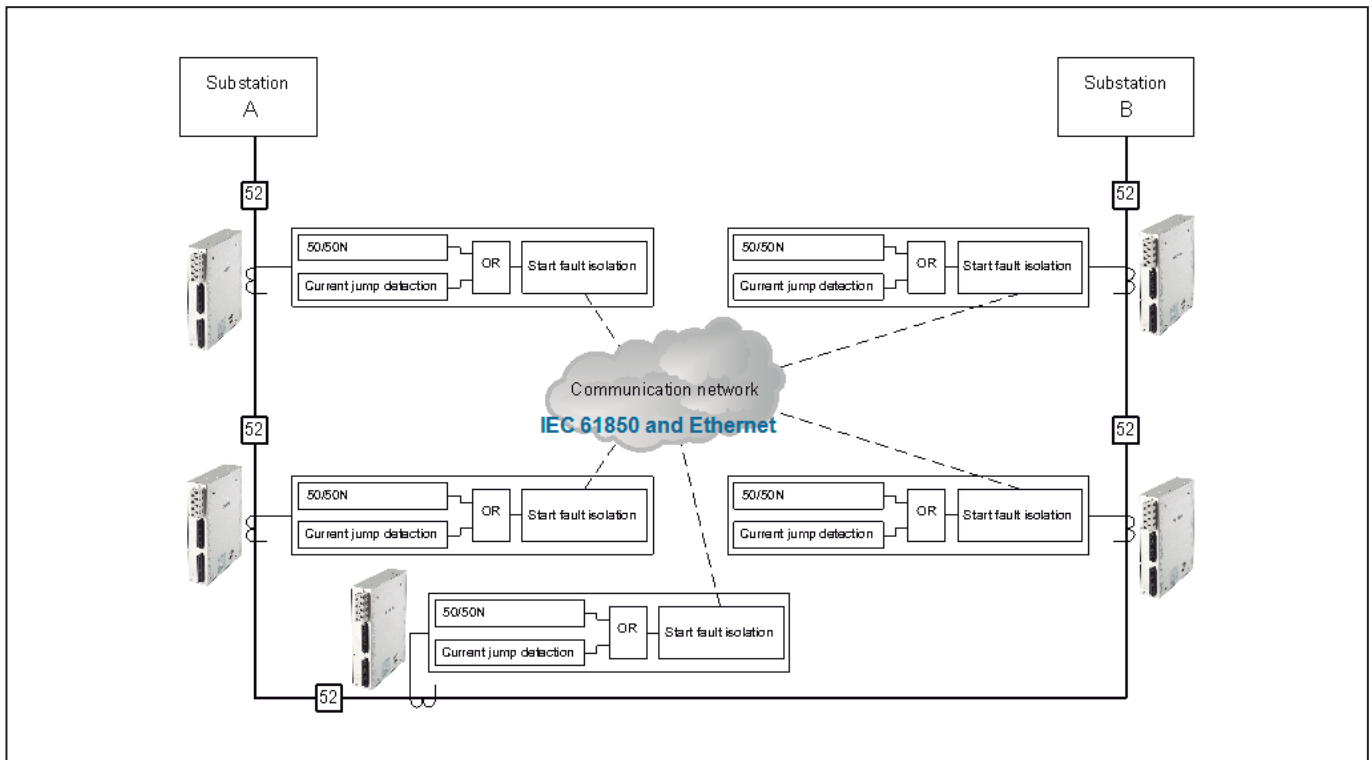 Substation
A
Substation
B
52
52
50/50N
Current jump detection
OR
Start fault isolation
50/50N
Current jump detection
OR
Start fault isolation
Communication network
IEC 61850 and Ethernet
52
52
50/50N
Current jump detection
OR
Start fault isolation
50/50N
Current jump detection
OR
Start fault isolation
50/50N
Current jump detection
OR
Start fault isolation
52